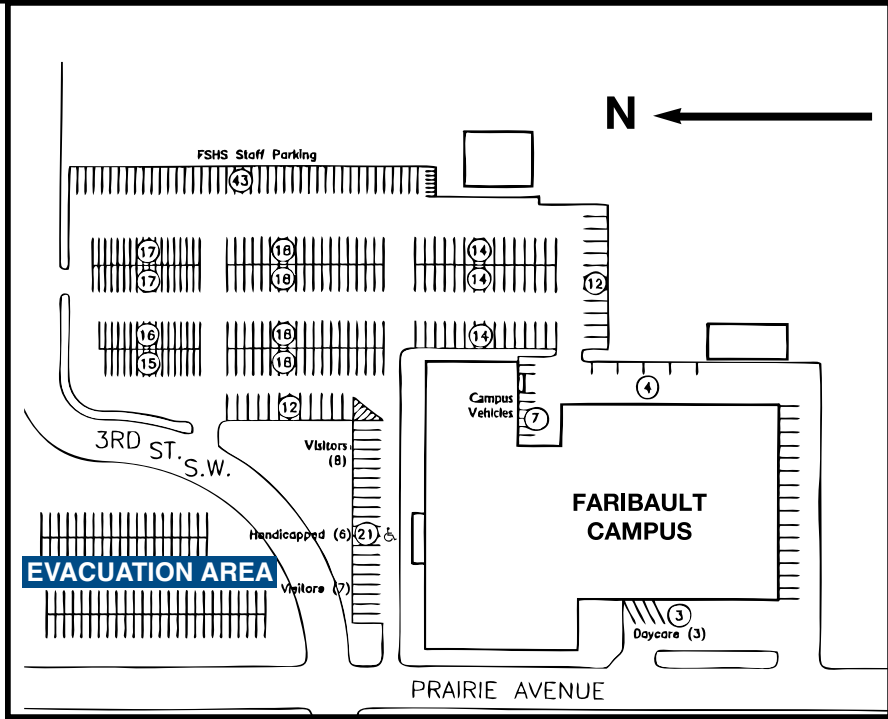 N
FSHS Staff Parking
43
17
18
14
17
18
14
12
16
18
14
15
18
4
Campus
Vehicles
7
12
3RD ST. S.W.
Visitors
(8)
FARIBAULT
CAMPUS
Handicapped (6)
21
EVACUATION AREA
Visitors (7)
3
Daycare (3)
PRAIRIE AVENUE